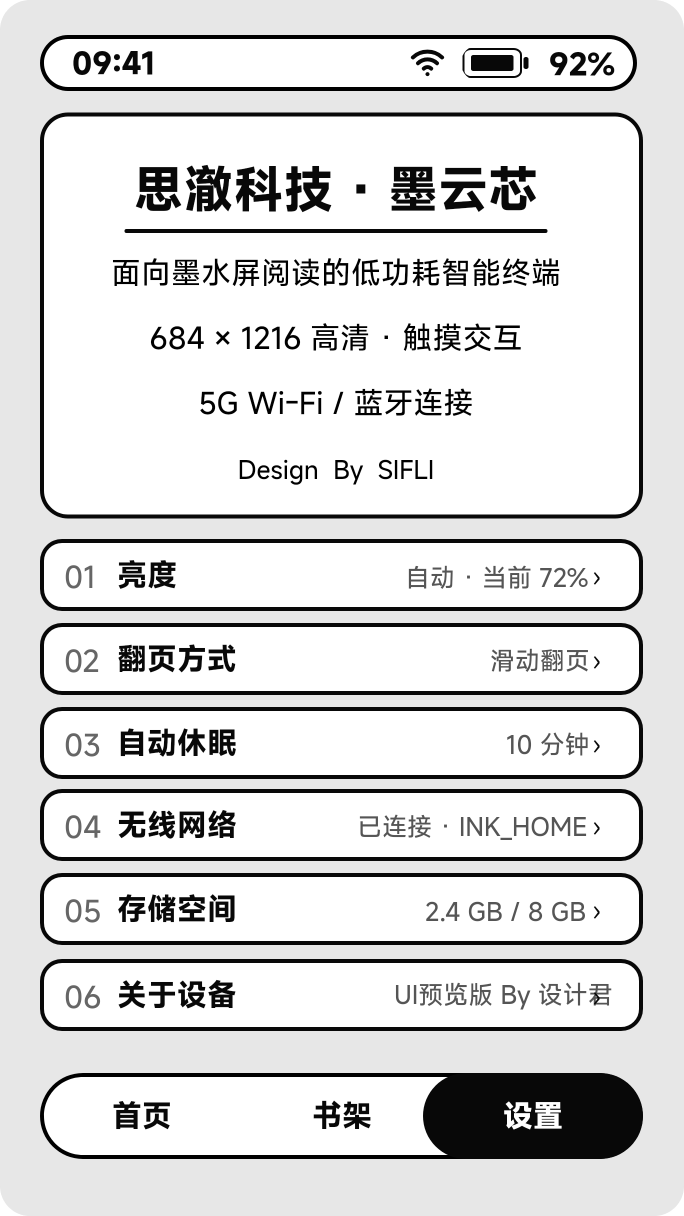 09:41 92%
思澈科技 · 墨云芯
面向墨水屏阅读的低功耗智能终端
684 × 1216 高清 · 触摸交互
5G Wi-Fi / 蓝牙连接
Design By SIFLI
01 亮度 自动 · 当前 72% ›
02 翻页方式 滑动翻页 ›
03 自动休眠 10 分钟 ›
04 无线网络 已连接 · INK_HOME ›
05 存储空间 2.4 GB / 8 GB ›
06 关于设备 UI预览版 By 设计君 ›
首页 书架 设置